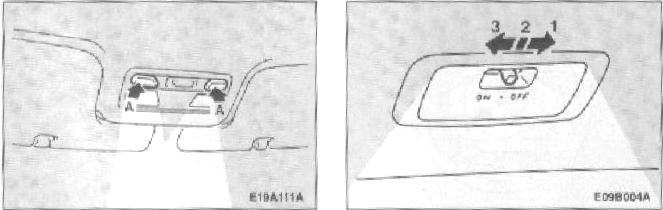 A A
E19A111A
3 2 1
ON · OFF
E09B004A